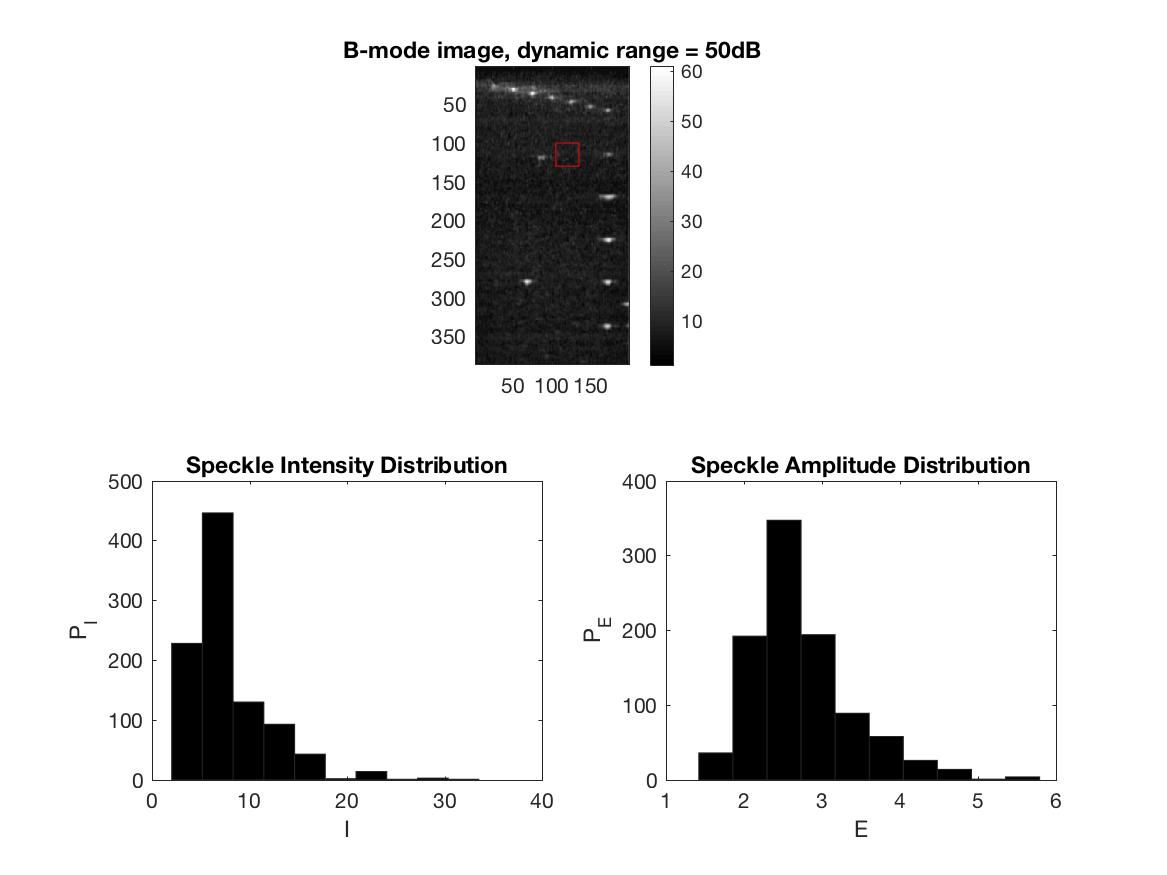 B-mode image, dynamic range = 50dB
50
100
150
200
250
300
350
50 100 150
60
50
40
30
20
10
Speckle Intensity Distribution
500
400
300
200
100
0
P_I
0 10 20 30 40
I
Speckle Amplitude Distribution
400
300
200
100
0
P_E
1 2 3 4 5 6
E